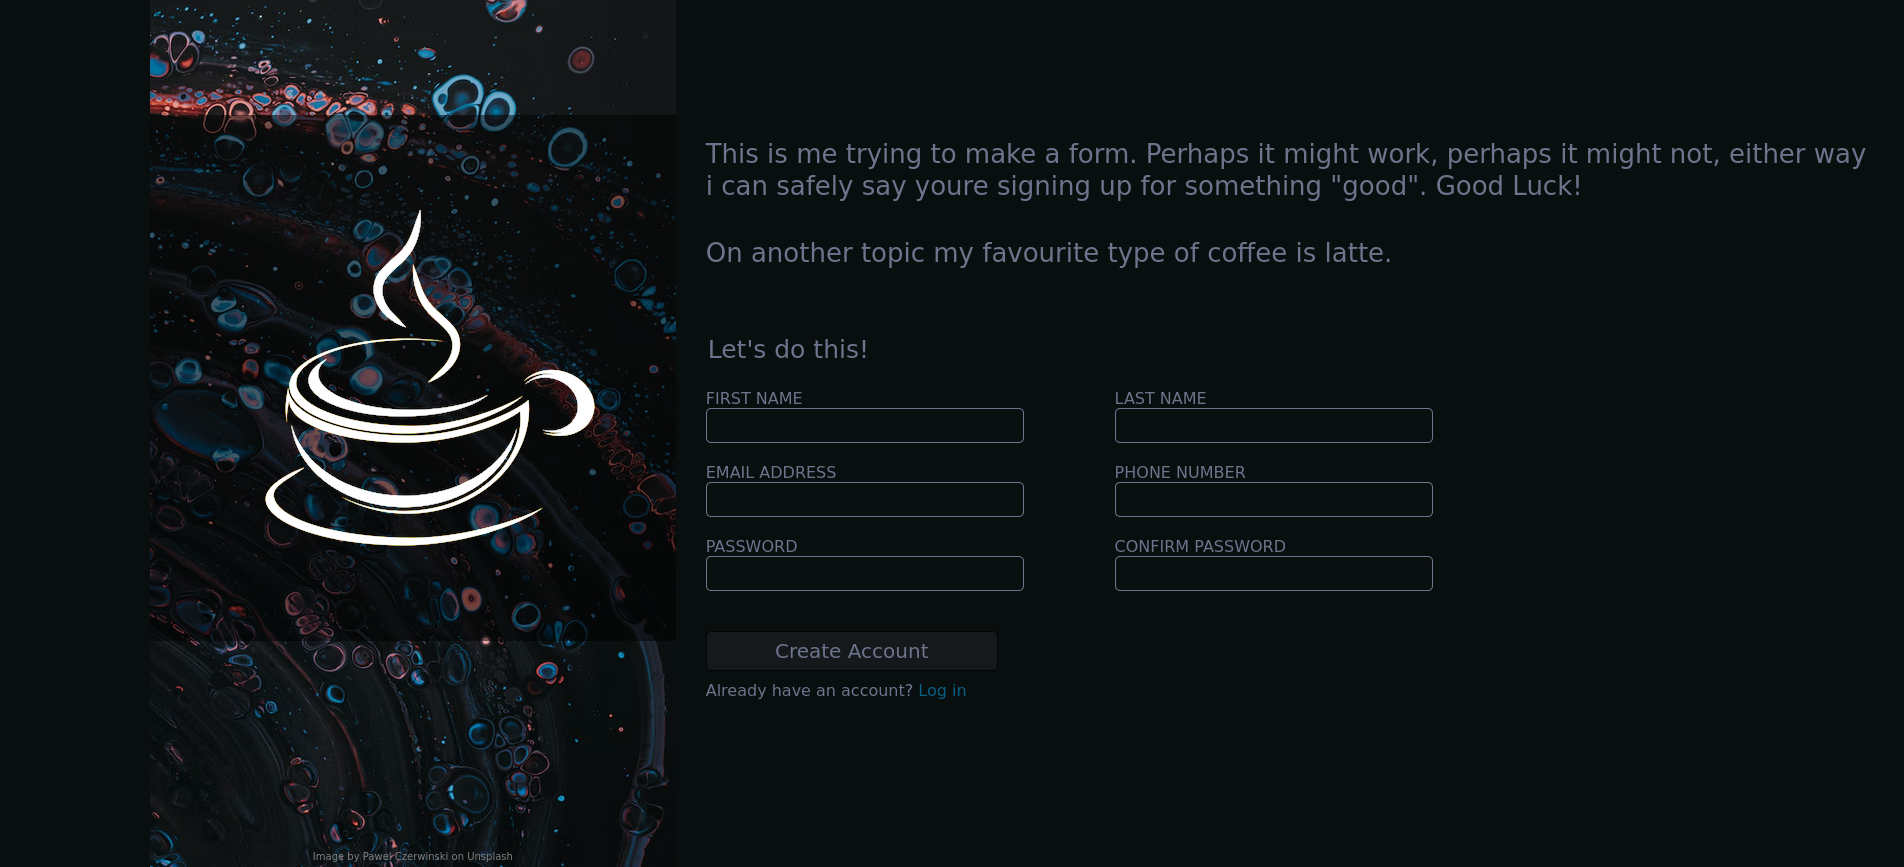 This is me trying to make a form. Perhaps it might work, perhaps it might not, either way
i can safely say youre signing up for something "good". Good Luck!
On another topic my favourite type of coffee is latte.
Let's do this!
FIRST NAME
LAST NAME
EMAIL ADDRESS
PHONE NUMBER
PASSWORD
CONFIRM PASSWORD
Create Account
Already have an account? Log in
Image by Pawel Czerwinski on Unsplash